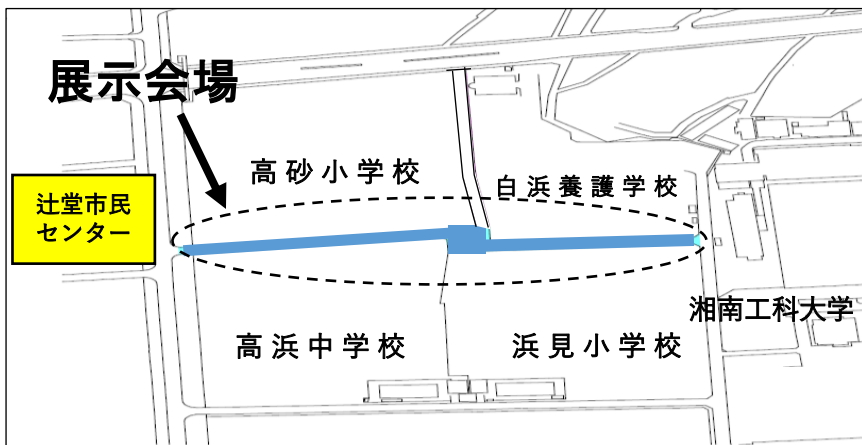 展示会場
高砂小学校
白浜養護学校
辻堂市民
センター
湘南工科大学
高浜中学校
浜見小学校